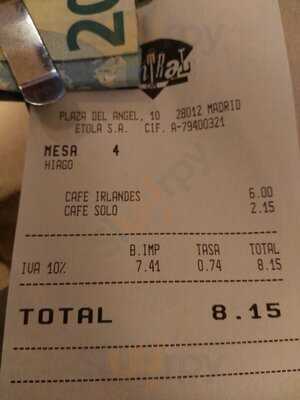 20
PLAZA DEL ANGEL, 10 28012 MADRID
ETOLA S.A. CIF. A-79400321
MESA 4
HIAGO
CAFE IRLANDES 6.00
CAFE SOLO 2.15
B.IMP TASA TOTAL
IVA 10% 7.41 0.74 8.15
TOTAL 8.15